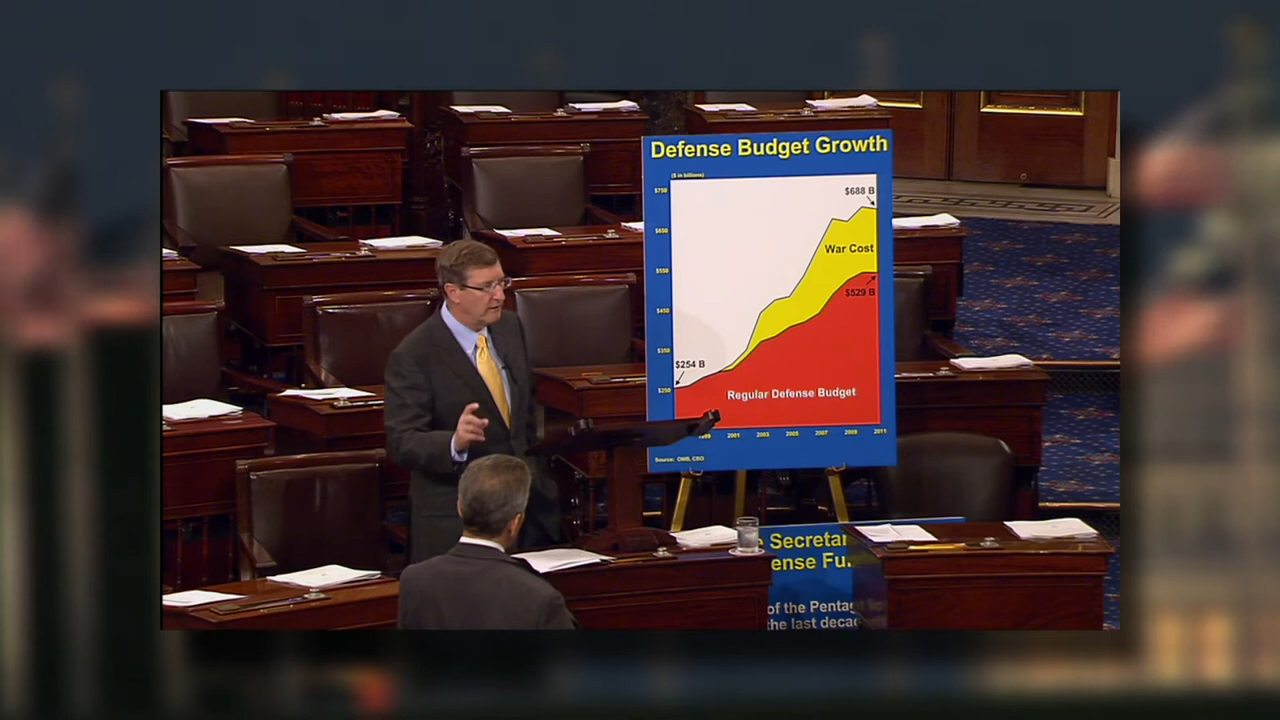 Defense Budget Growth
($ in billions)
$750
$688 B
$650
War Cost
$550
$529 B
$450
$350
$254 B
$250
Regular Defense Budget
1999 2001 2003 2005 2007 2009 2011
Source: OMB, CBO
e Secretar
ense Fu
of the Penta
the last deca